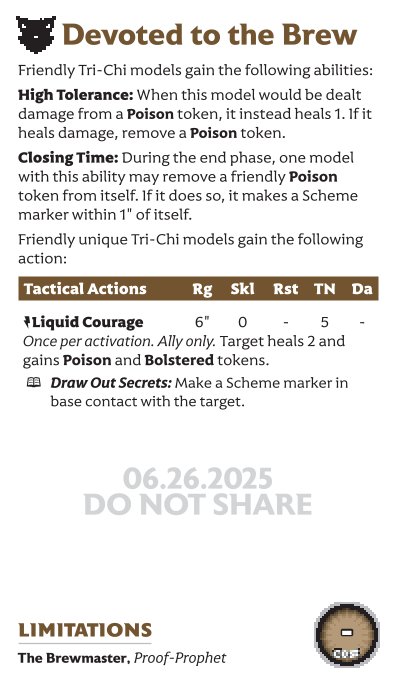 Devoted to the Brew
Friendly Tri-Chi models gain the following abilities:
High Tolerance: When this model would be dealt
damage from a Poison token, it instead heals 1. If it
heals damage, remove a Poison token.
Closing Time: During the end phase, one model
with this ability may remove a friendly Poison
token from itself. If it does so, it makes a Scheme
marker within 1" of itself.
Friendly unique Tri-Chi models gain the following
action:
Tactical Actions Rg Skl Rst TN Da
Liquid Courage 6" 0 - 5 -
Once per activation. Ally only. Target heals 2 and
gains Poison and Bolstered tokens.
Draw Out Secrets: Make a Scheme marker in
base contact with the target.
06.26.2025
DO NOT SHARE
LIMITATIONS
The Brewmaster, Proof-Prophet